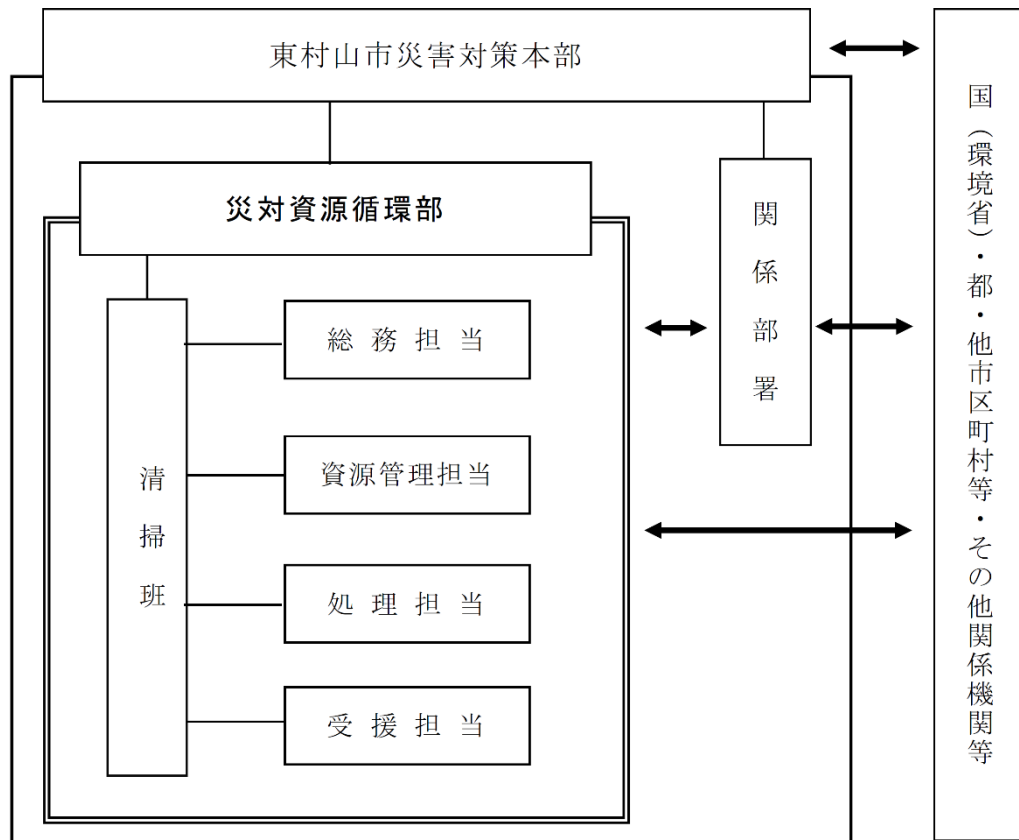 東村山市災害対策本部
災対資源循環部
関係部署
清掃班
総務担当
資源管理担当
処理担当
受援担当
国(環境省)・都・他市区町村等・その他関係機関等